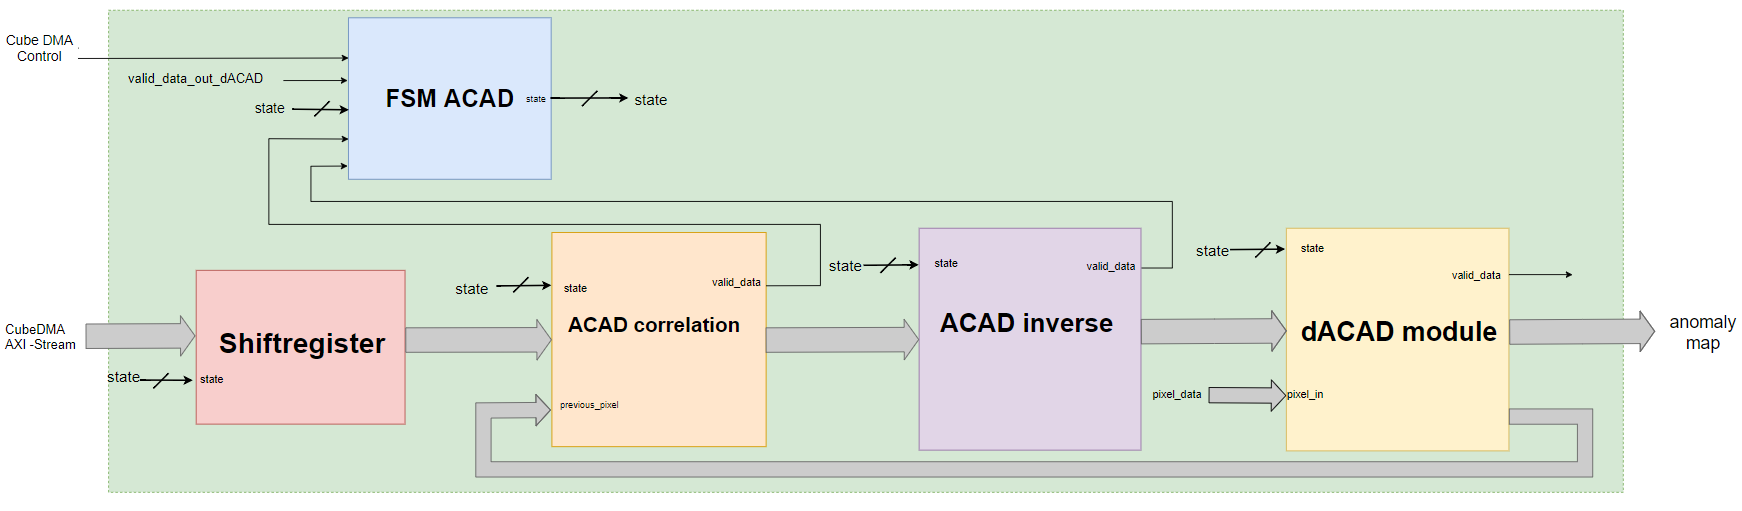 Cube DMA
Control
valid_data_out_dACAD
state
FSM ACAD
state
state
CubeDMA
AXI -Stream
state
state
Shiftregister
state
state
valid_data
ACAD correlation
previous_pixel
state
state
valid_data
ACAD inverse
state
state
valid_data
dACAD module
pixel_data
pixel_in
anomaly
map